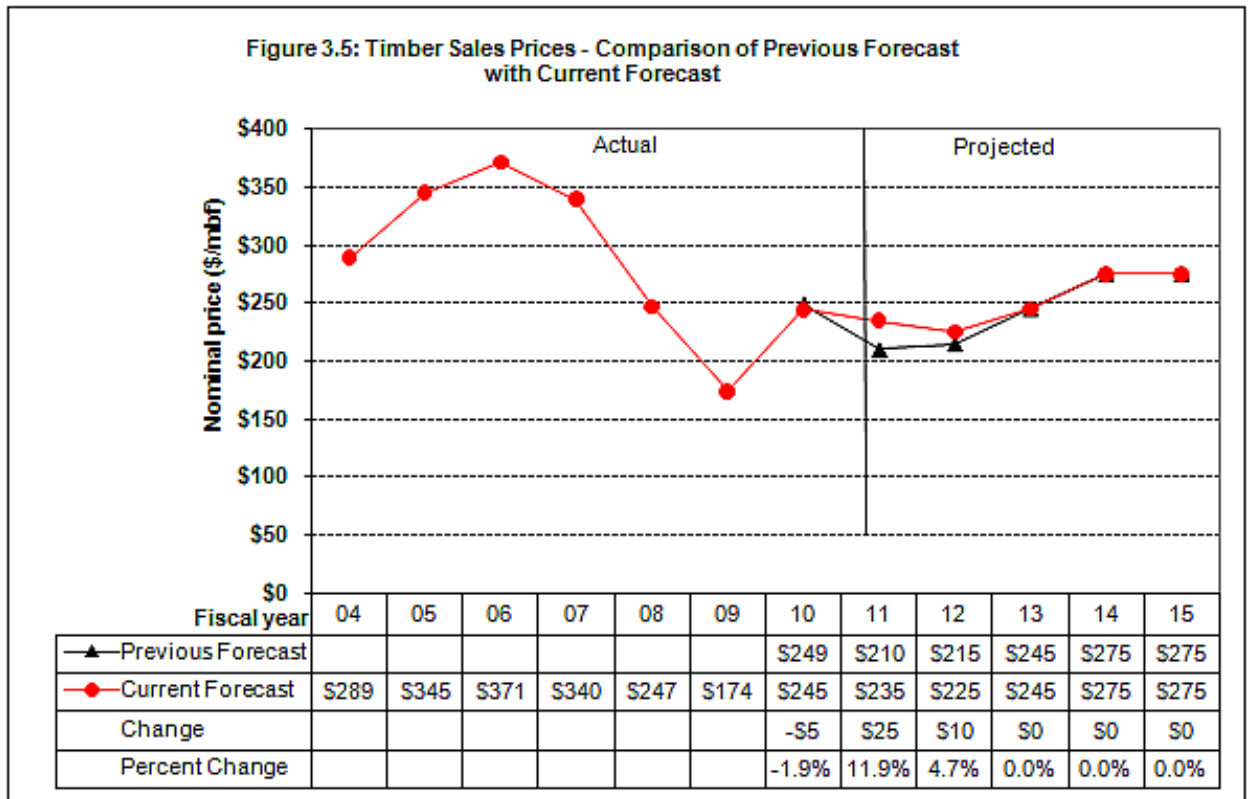 Figure 3.5: Timber Sales Prices - Comparison of Previous Forecast
with Current Forecast
Actual
Projected
Nominal price ($/mbf)
$400
$350
$300
$250
$200
$150
$100
$50
$0
Fiscal year 04 05 06 07 08 09 10 11 12 13 14 15
Previous Forecast $249 $210 $215 $245 $275 $275
Current Forecast $289 $345 $371 $340 $247 $174 $245 $235 $225 $245 $275 $275
Change -$5 $25 $10 $0 $0 $0
Percent Change -1.9% 11.9% 4.7% 0.0% 0.0% 0.0%